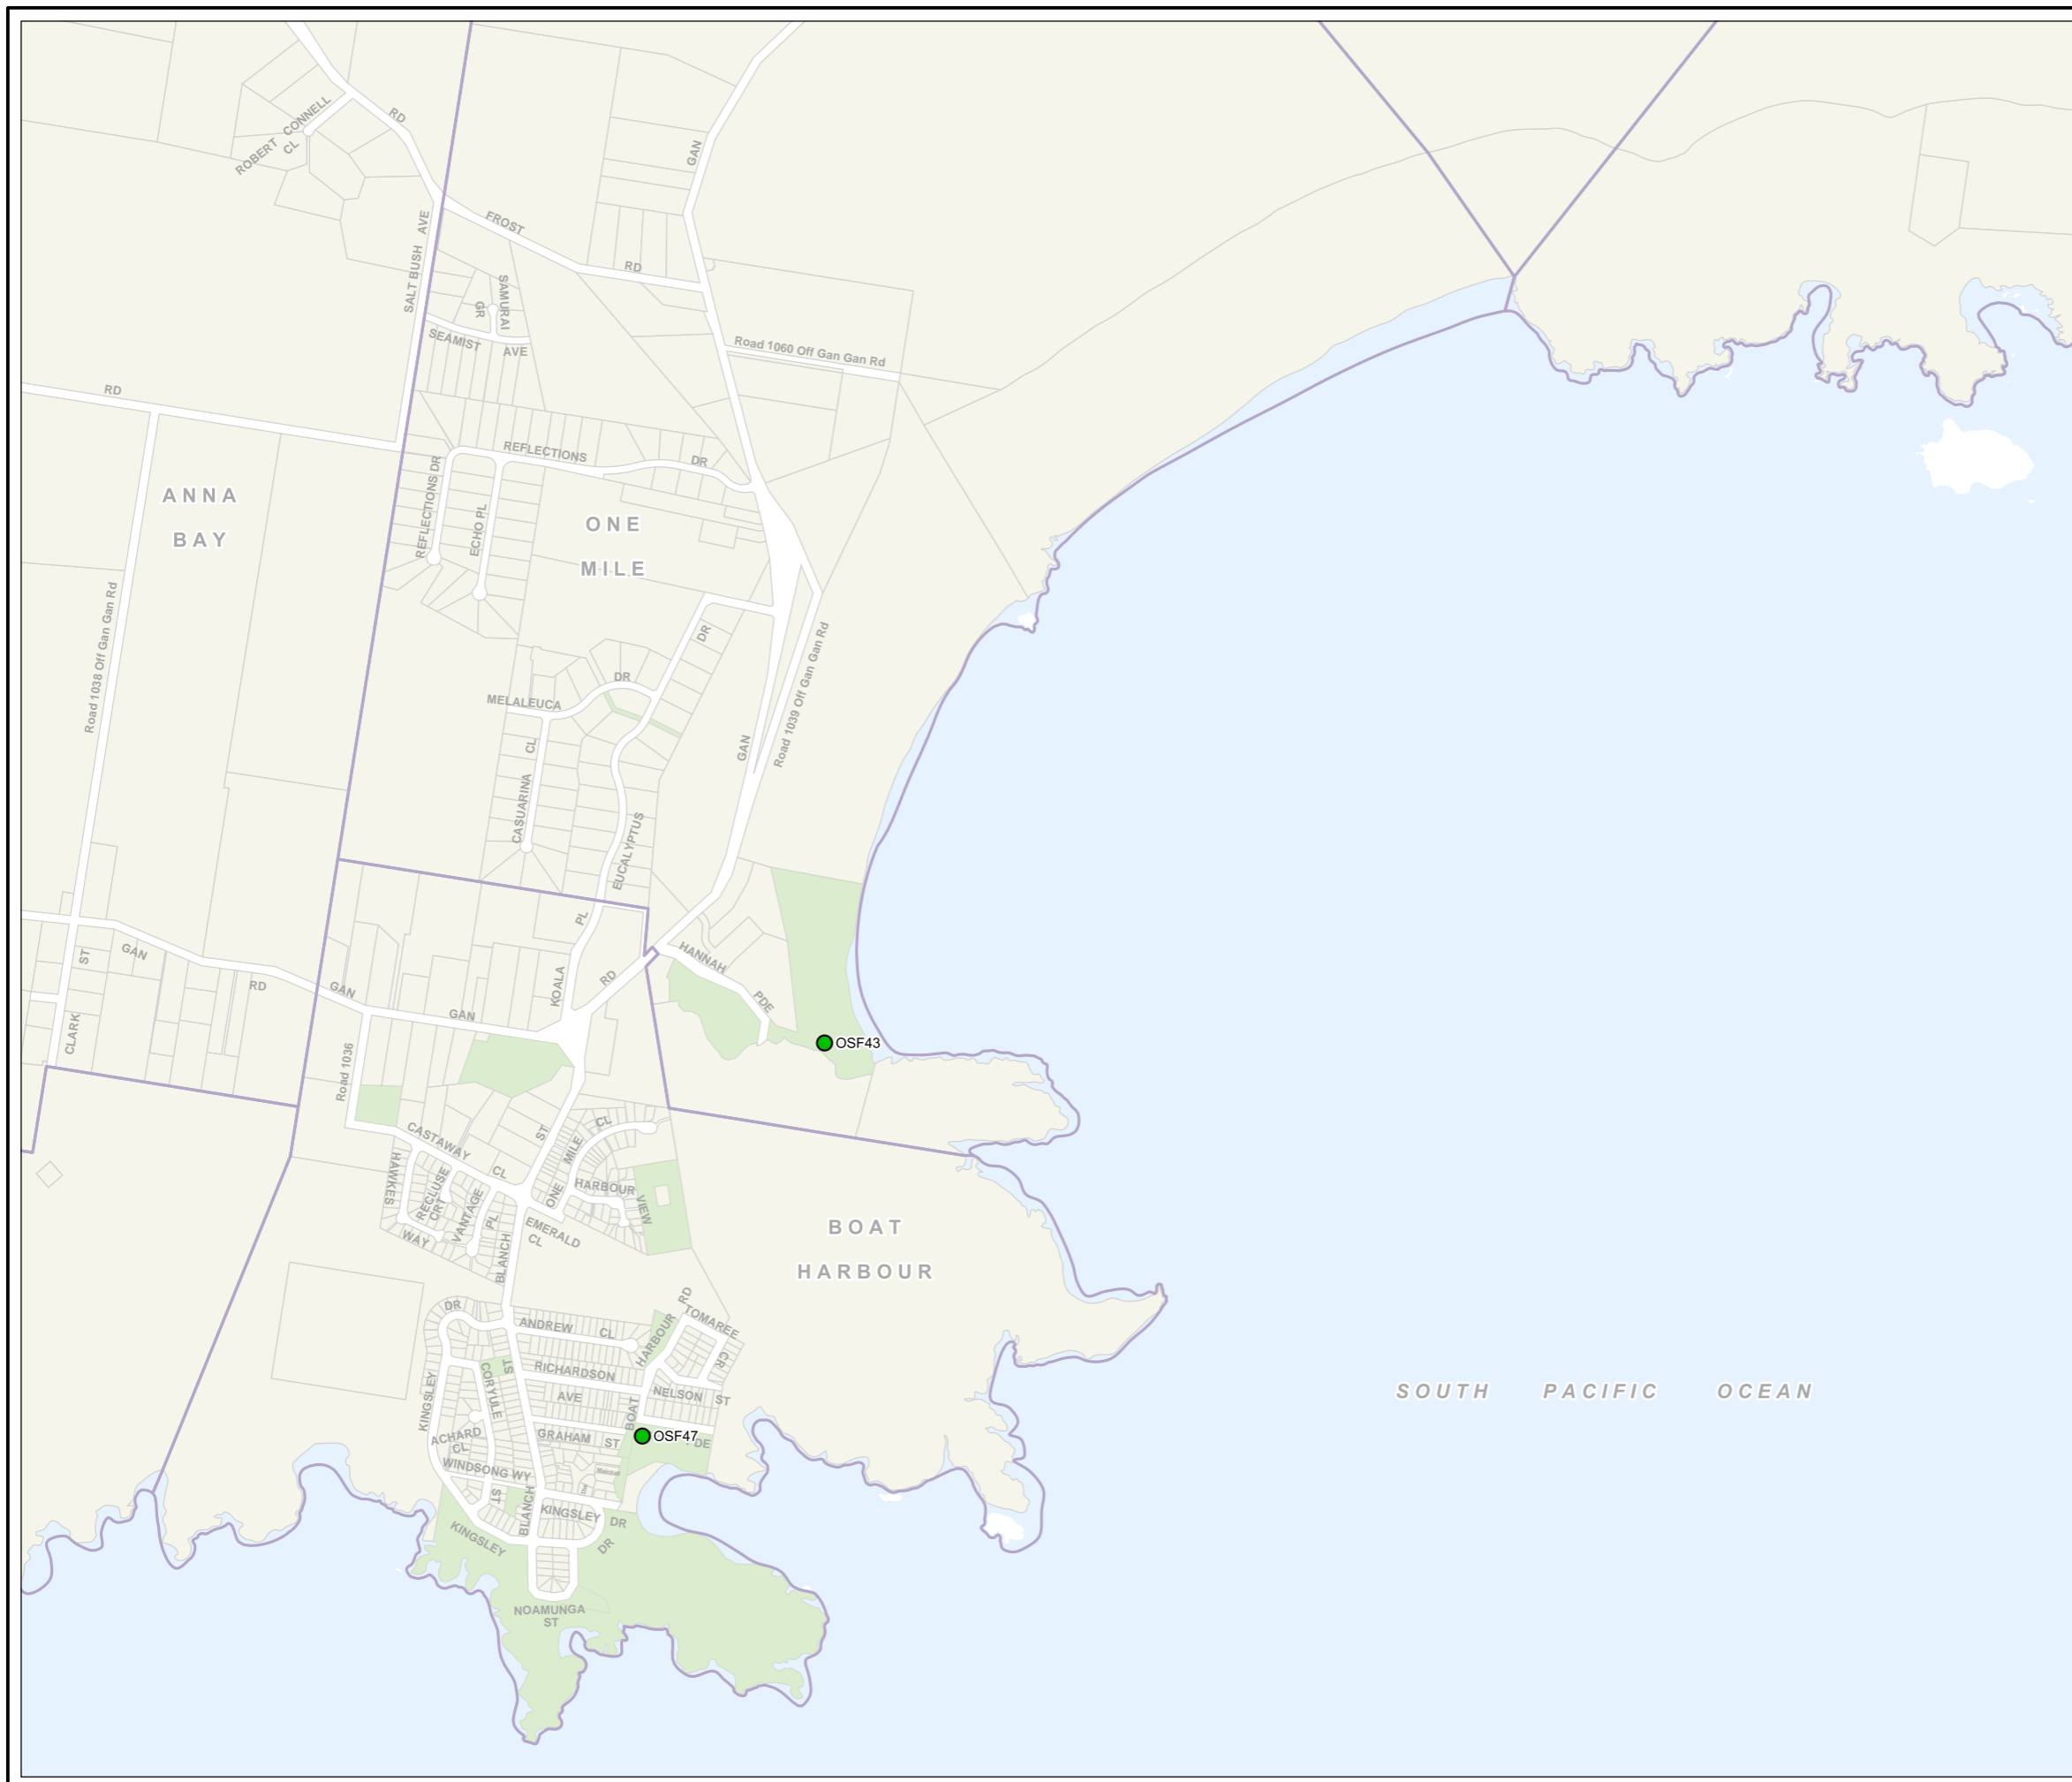 ROBERT CONNELL
CL
RD
GAN
SALT BUSH AVE
FROST
RD
SAMURAI
GR
SEAMIST
AVE
Road 1060 Off Gan Gan Rd
RD
REFLECTIONS
DR
REFLECTIONS DR
ECHO PL
ANNA
BAY
ONE
MILE
Road 1038 Off Gan Gan Rd
DR
DR
MELALEUCA
Road 1039 Off Gan Gan Rd
GAN
CL
CASUARINA
EUCALYPTUS
PL
ST
GAN
RD
GAN
GAN
KOALA
RD
HANNAH
PDE
CLARK
OSF43
Road 1036
CASTAWAY
CL
ST
ONE MILE
CL
HAWKES
WAY
RECLUSE
CRT
VANTAGE
PL
HARBOUR
VIEW
EMERALD
CL
BLANCH
BOAT
HARBOUR
DR
ANDREW CL
HARBOUR
RD
TOMAREE
CR
RICHARDSON
AVE
NELSON ST
ST
CORYULE
KINGSLEY
BOAT
SOUTH PACIFIC OCEAN
ACHARD
CL
GRAHAM ST
OSF47
PDE
WINDSONG WY
ST
BLANCH
KINGSLEY DR
DR
KINGSLEY
NOAMUNGA
ST